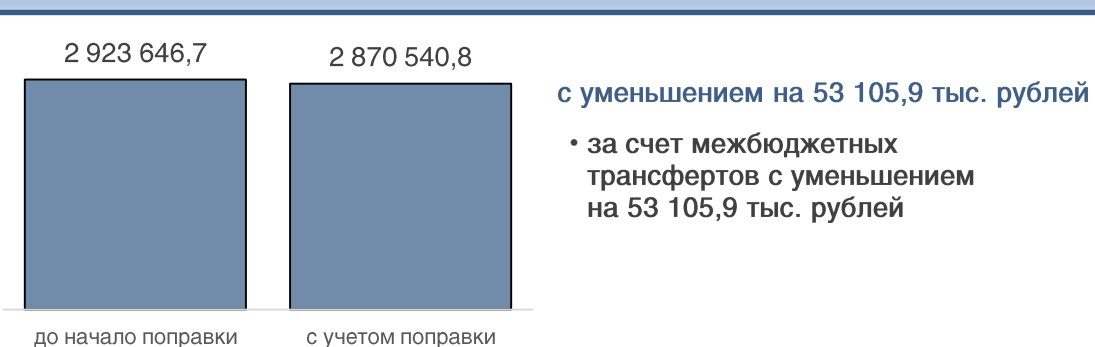 2 923 646,7
2 870 540,8
с уменьшением на 53 105,9 тыс. рублей
• за счет межбюджетных
трансфертов с уменьшением
на 53 105,9 тыс. рублей
до начало поправки
с учетом поправки